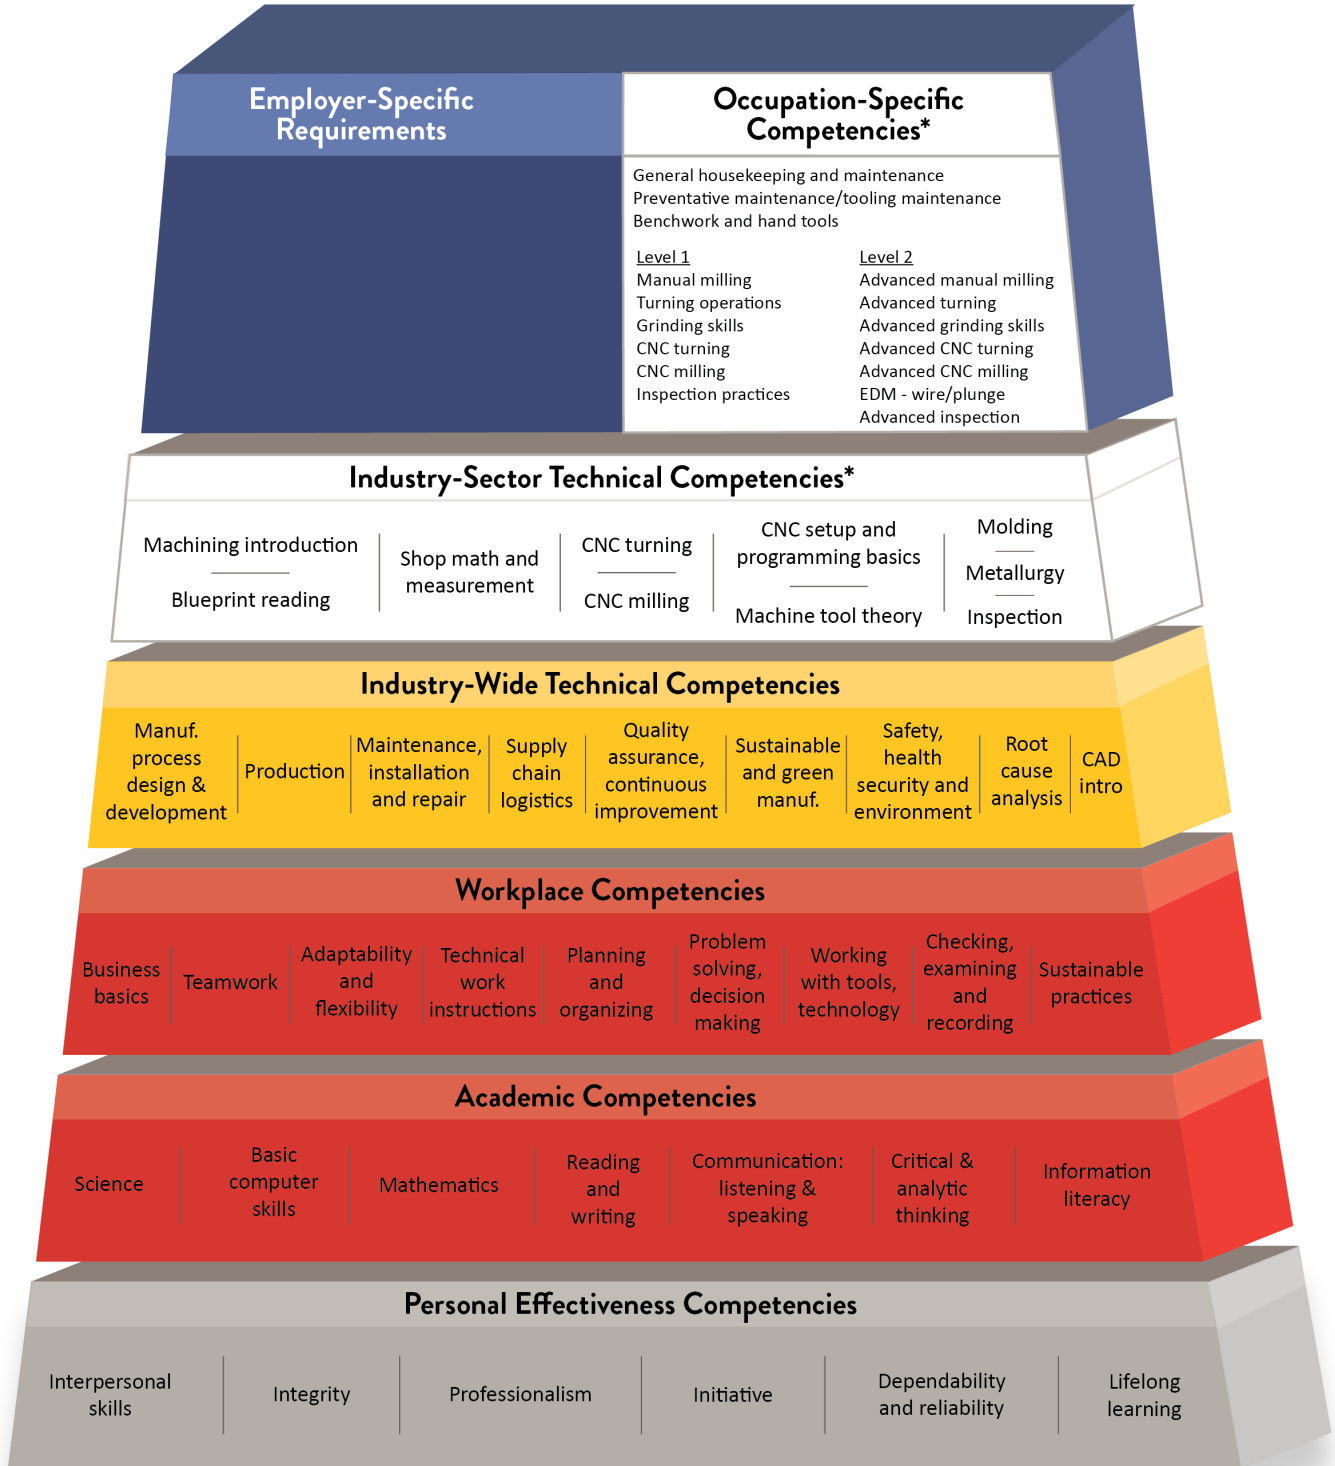 Employer-Specific
Requirements
Occupation-Specific
Competencies*
General housekeeping and maintenance
Preventative maintenance/tooling maintenance
Benchwork and hand tools
Level 1
Manual milling
Turning operations
Grinding skills
CNC turning
CNC milling
Inspection practices
Level 2
Advanced manual milling
Advanced turning
Advanced grinding skills
Advanced CNC turning
Advanced CNC milling
EDM - wire/plunge
Advanced inspection
Industry-Sector Technical Competencies*
Machining introduction
Blueprint reading
Shop math and
measurement
CNC turning
CNC milling
CNC setup and
programming basics
Machine tool theory
Molding
Metallurgy
Inspection
Industry-Wide Technical Competencies
Manuf.
process
design &
development
Production
Maintenance,
installation
and repair
Supply
chain
logistics
Quality
assurance,
continuous
improvement
Sustainable
and green
manuf.
Safety,
health
security and
environment
Root
cause
analysis
CAD
intro
Workplace Competencies
Business
basics
Teamwork
Adaptability
and
flexibility
Technical
work
instructions
Planning
and
organizing
Problem
solving,
decision
making
Working
with tools,
technology
Checking,
examining
and
recording
Sustainable
practices
Academic Competencies
Science
Basic
computer
skills
Mathematics
Reading
and
writing
Communication:
listening &
speaking
Critical &
analytic
thinking
Information
literacy
Personal Effectiveness Competencies
Interpersonal
skills
Integrity
Professionalism
Initiative
Dependability
and reliability
Lifelong
learning